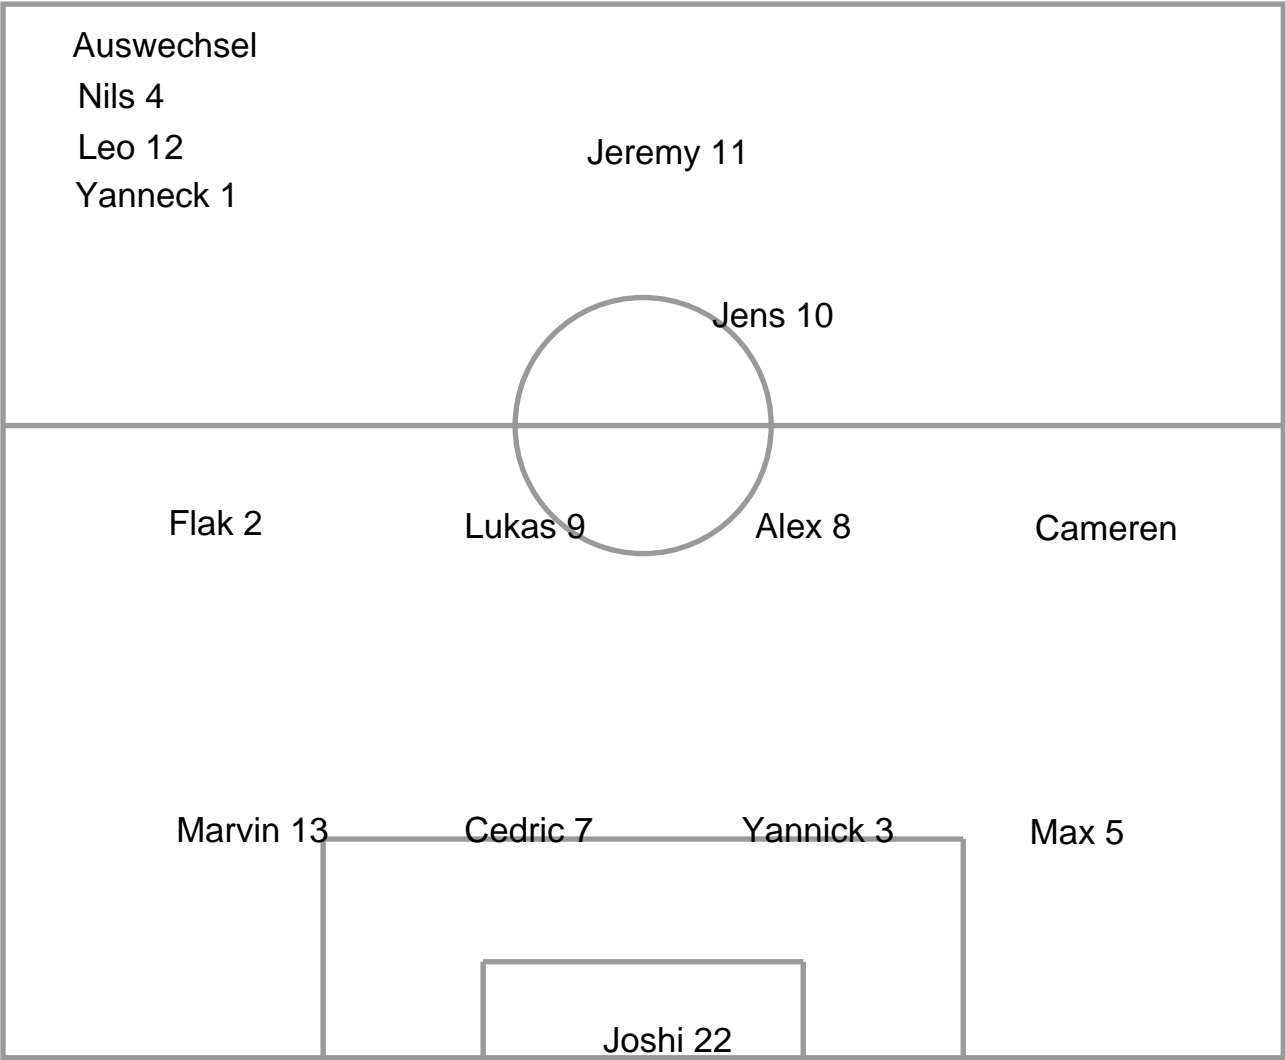 Auswechsel
Nils 4
Leo 12
Yanneck 1
Jeremy 11
Jens 10
Flak 2
Lukas 9
Alex 8
Cameren
Marvin 13
Cedric 7
Yannick 3
Max 5
Joshi 22